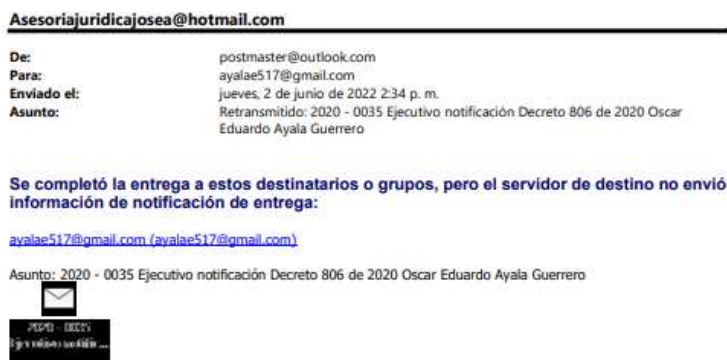 Asesoriajuridicajosea@hotmail.com
De: postmaster@outlook.com
Para: ayalae517@gmail.com
Enviado el: jueves, 2 de junio de 2022 2:34 p. m.
Asunto: Retransmitido: 2020 - 0035 Ejecutivo notificación Decreto 806 de 2020 Oscar
Eduardo Ayala Guerrero
Se completó la entrega a estos destinatarios o grupos, pero el servidor de destino no envió
información de notificación de entrega:
ayalae517@gmail.com (ayalae517@gmail.com)
Asunto: 2020 - 0035 Ejecutivo notificación Decreto 806 de 2020 Oscar Eduardo Ayala Guerrero
2020 - 0035